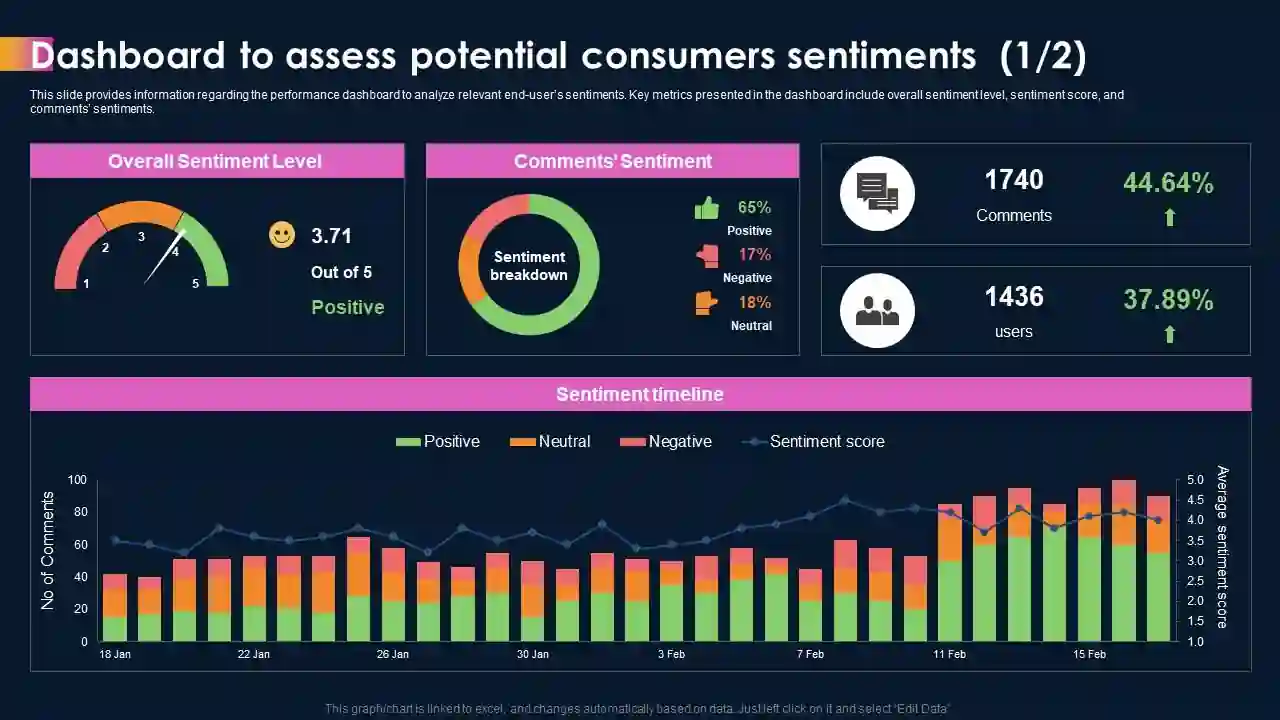 Dashboard to assess potential consumers sentiments (1/2)
This slide provides information regarding the performance dashboard to analyze relevant end-user's sentiments. Key metrics presented in the dashboard include overall sentiment level, sentiment score, and
comments' sentiments.
Overall Sentiment Level
1
2
3
4
5
3.71
Out of 5
Positive
Comments' Sentiment
Sentiment
breakdown
65%
Positive
17%
Negative
18%
Neutral
1740
Comments
44.64%
1436
users
37.89%
Sentiment timeline
Positive Neutral Negative Sentiment score
No of Comments
100
80
60
40
20
0
5.0
4.5
4.0
3.5
3.0
2.5
2.0
1.5
1.0
Average sentiment score
18 Jan 22 Jan 26 Jan 30 Jan 3 Feb 7 Feb 11 Feb 15 Feb
This graph/chart is linked to excel, and changes automatically based on data. Just left click on it and select "Edit Data"